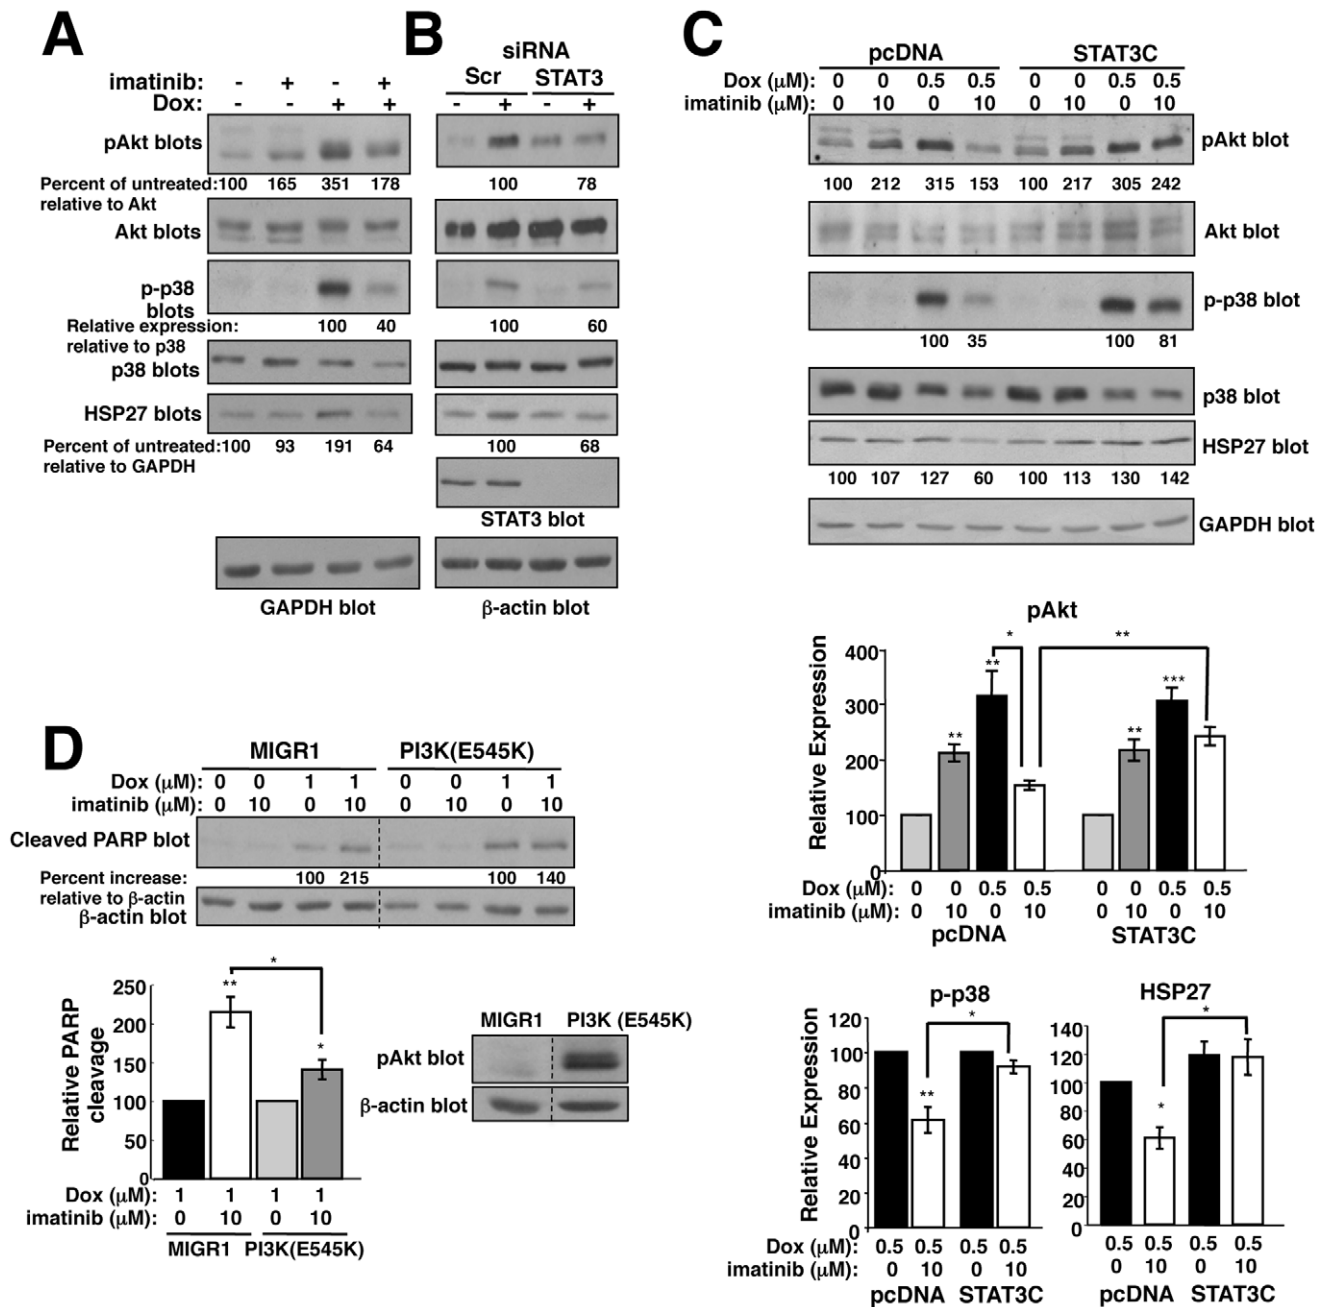 A
imatinib: - + - +
Dox: - - + +
pAkt blots
Percent of untreated: 100 165 351 178
relative to Akt
Akt blots
p-p38
blots
Relative expression: 100 40
relative to p38
p38 blots
HSP27 blots
Percent of untreated: 100 93 191 64
relative to GAPDH
GAPDH blot
B
siRNA
Scr STAT3
- + - +
100 78
100 60
100 68
STAT3 blot
β-actin blot
C
pcDNA STAT3C
Dox (μM): 0 0 0.5 0.5 0 0 0.5 0.5
imatinib (μM): 0 10 0 10 0 10 0 10
pAkt blot
100 212 315 153 100 217 305 242
Akt blot
p-p38 blot
100 35 100 81
p38 blot
HSP27 blot
100 107 127 60 100 113 130 142
GAPDH blot
pAkt
Relative Expression
400
300
200
100
0
** ** * ** *** **
Dox (μM): 0 0 0.5 0.5 0 0 0.5 0.5
imatinib (μM): 0 10 0 10 0 10 0 10
pcDNA STAT3C
p-p38
Relative Expression
120
100
80
60
40
20
0
** *
Dox (μM): 0.5 0.5 0.5 0.5
imatinib (μM): 0 10 0 10
pcDNA STAT3C
HSP27
140
120
100
80
60
40
20
0
* *
0.5 0.5 0.5 0.5
0 10 0 10
pcDNA STAT3C
D
MIGR1 PI3K(E545K)
Dox (μM): 0 0 1 1 0 0 1 1
imatinib (μM): 0 10 0 10 0 10 0 10
Cleaved PARP blot
Percent increase: 100 215 100 140
relative to β-actin
β-actin blot
Relative PARP
cleavage
250
200
150
100
50
0
** * *
Dox (μM): 1 1 1 1
imatinib (μM): 0 10 0 10
MIGR1 PI3K(E545K)
MIGR1 PI3K (E545K)
pAkt blot
β-actin blot